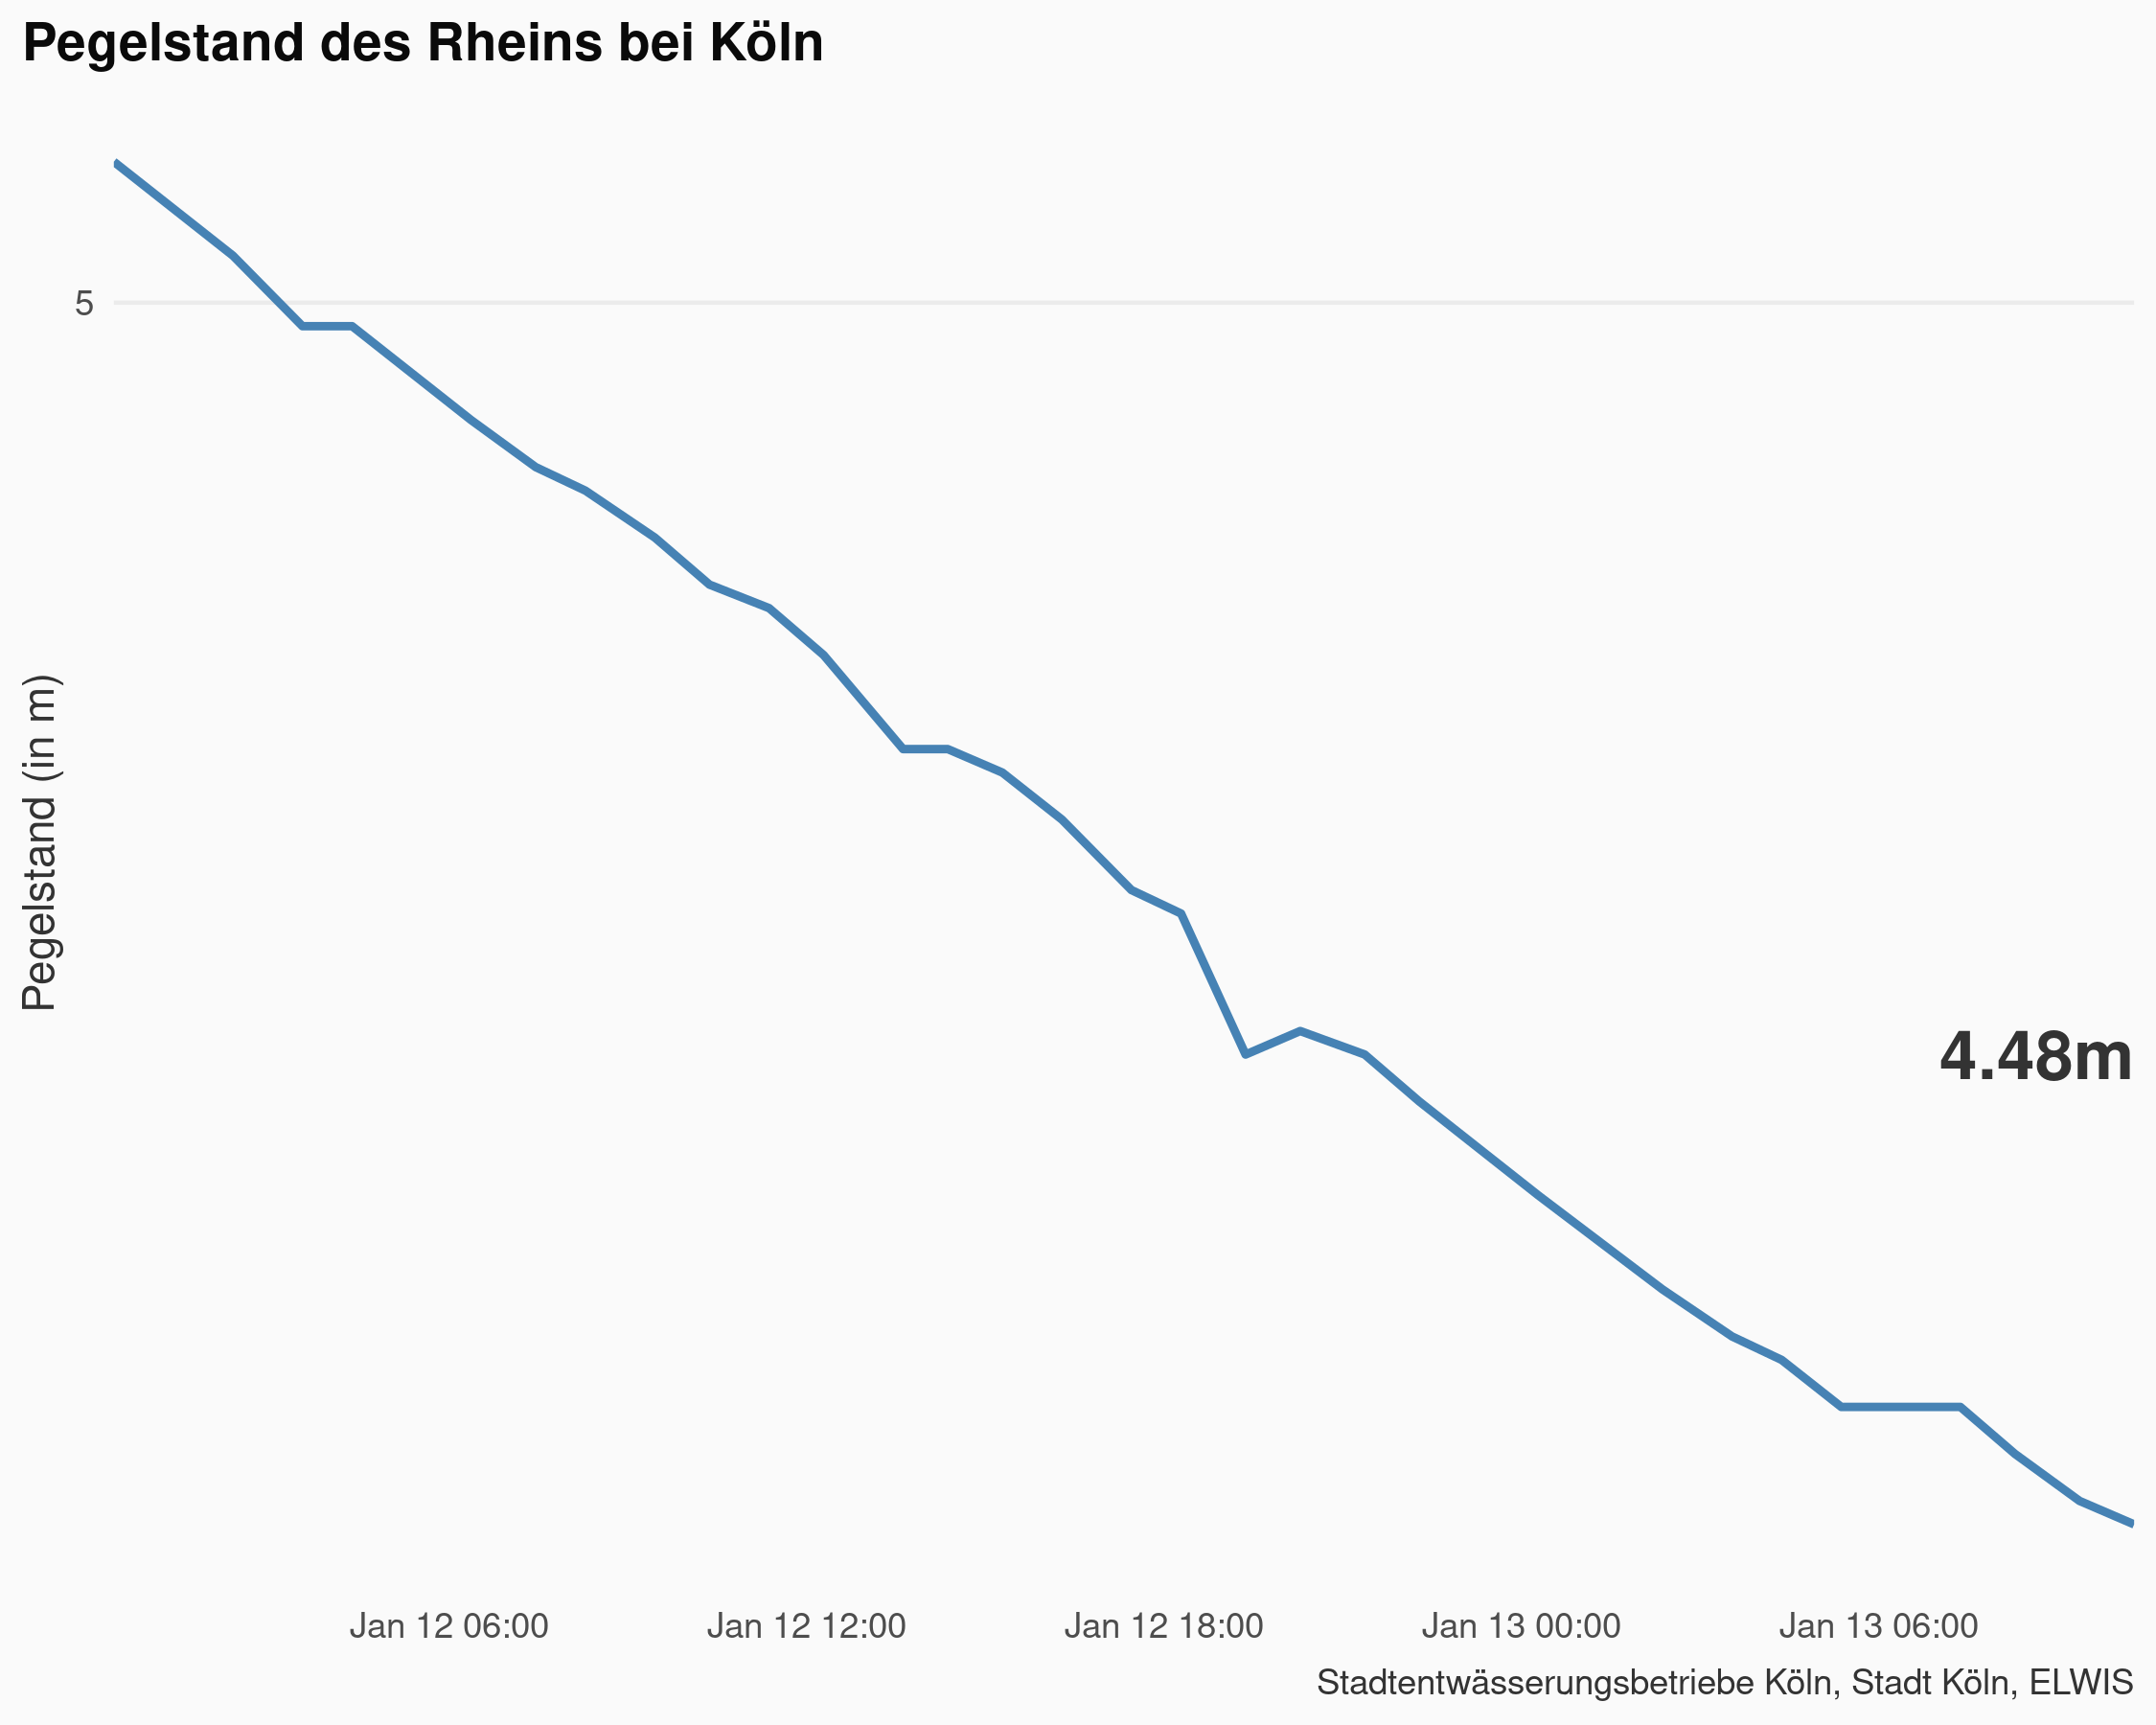 Pegelstand des Rheins bei Köln
5
Pegelstand (in m)
4.48m
Jan 12 06:00
Jan 12 12:00
Jan 12 18:00
Jan 13 00:00
Jan 13 06:00
Stadtentwässerungsbetriebe Köln, Stadt Köln, ELWIS